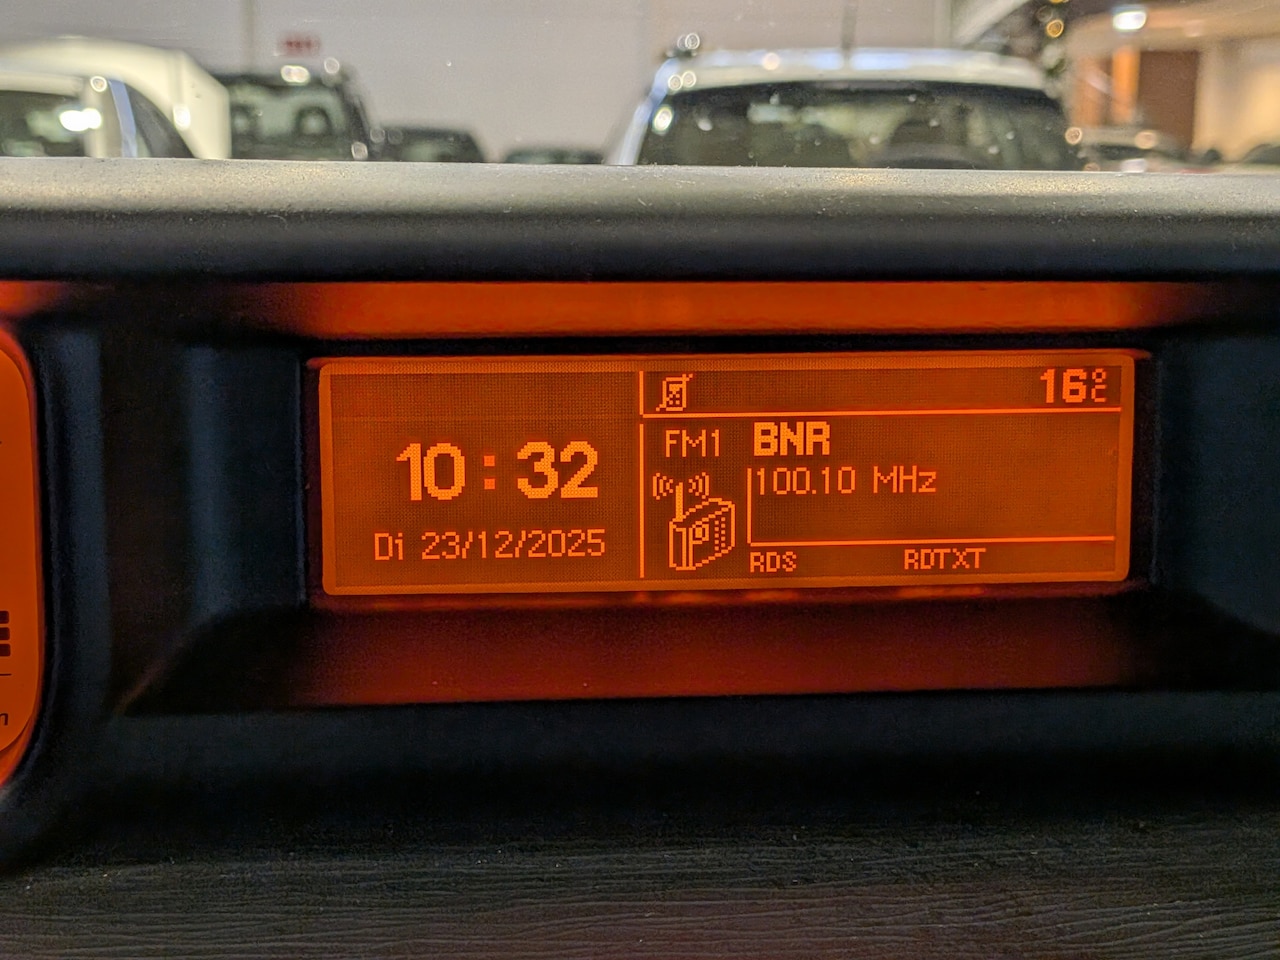 10:32
Di 23/12/2025
16°C
FM1 BNR
100.10 MHz
RDS RDTXT